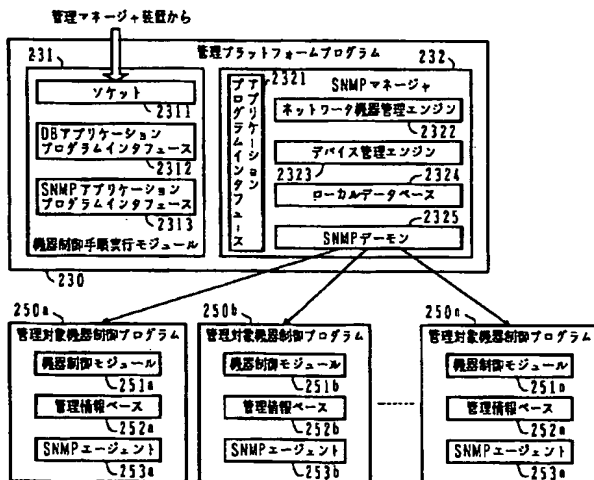 管理マネージャ装置から
管理プラットフォームプログラム
231
232
ソケット
2311
DBアプリケーション
プログラムインタフェース
2312
SNMPアプリケーション
プログラムインタフェース
2313
機器制御手順実行モジュール
230
アプリケーション
プログラムインタフェース
2321
SNMPマネージャ
ネットワーク機器管理エンジン
2322
デバイス管理エンジン
2323
2324
ローカルデータベース
2325
SNMPデーモン
250a
管理対象機器制御プログラム
機器制御モジュール
251a
管理情報ベース
252a
SNMPエージェント
253a
250b
管理対象機器制御プログラム
機器制御モジュール
251b
管理情報ベース
252b
SNMPエージェント
253b
250n
管理対象機器制御プログラム
機器制御モジュール
251n
管理情報ベース
252n
SNMPエージェント
253n